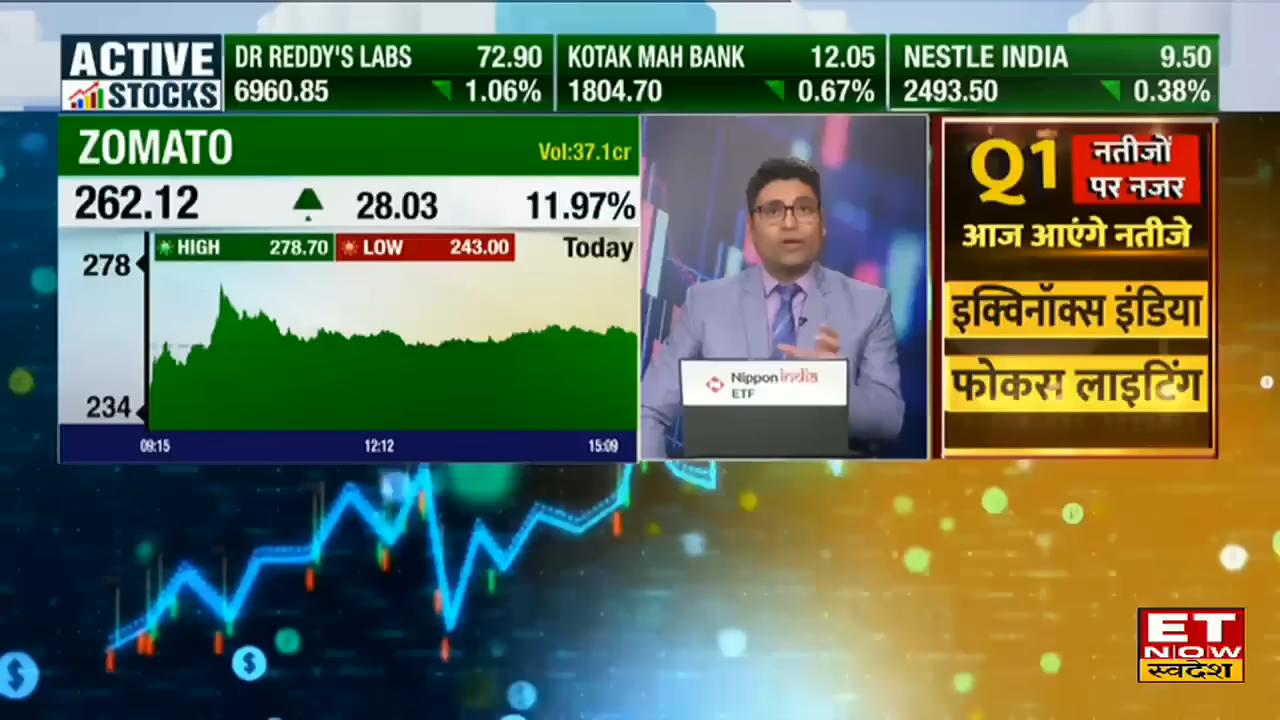 ACTIVE
STOCKS
DR REDDY'S LABS 72.90
6960.85 1.06%
KOTAK MAH BANK 12.05
1804.70 0.67%
NESTLE INDIA 9.50
2493.50 0.38%
ZOMATO Vol:37.1cr
262.12 28.03 11.97%
HIGH 278.70 LOW 243.00 Today
278
234
09:15 12:12 15:09
Nippon india
ETF
Q1 नतीजों
पर नजर
आज आएंगे नतीजे
इक्विनॉक्स इंडिया
फोकस लाइटिंग
$
$
ET
NOW
स्वदेश